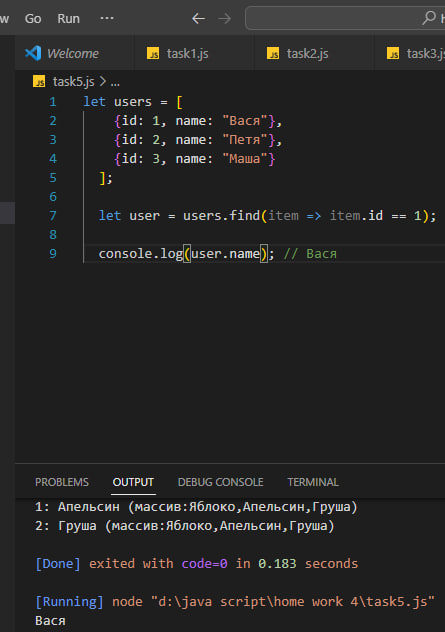 Go Run ...
Welcome task1.js task2.js task3.js
task5.js > ...
1 let users = [
2 {id: 1, name: "Вася"},
3 {id: 2, name: "Петя"},
4 {id: 3, name: "Маша"}
5 ];
6
7 let user = users.find(item => item.id == 1);
8
9 console.log(user.name); // Вася
PROBLEMS OUTPUT DEBUG CONSOLE TERMINAL
1: Апельсин (массив:Яблоко,Апельсин,Груша)
2: Груша (массив:Яблоко,Апельсин,Груша)
[Done] exited with code=0 in 0.183 seconds
[Running] node "d:\java script\home work 4\task5.js"
Вася